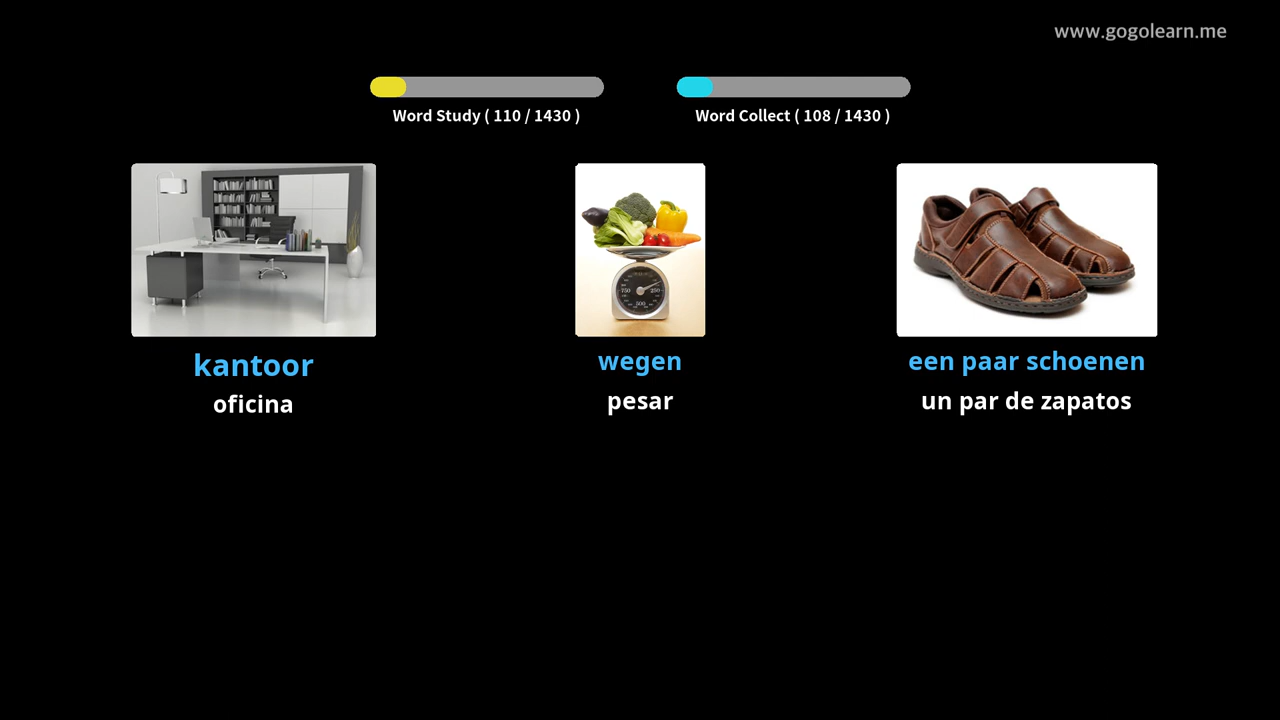 www.gogolearn.me
Word Study ( 110 / 1430 )
Word Collect ( 108 / 1430 )
kantoor
oficina
wegen
pesar
een paar schoenen
un par de zapatos